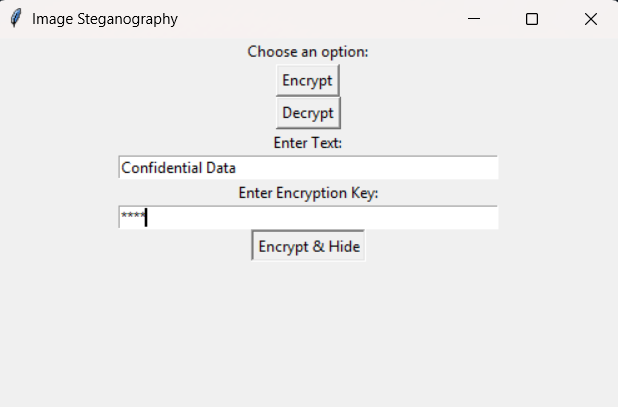 Image Steganography
Choose an option:
Encrypt
Decrypt
Enter Text:
Confidential Data
Enter Encryption Key:
****
Encrypt & Hide